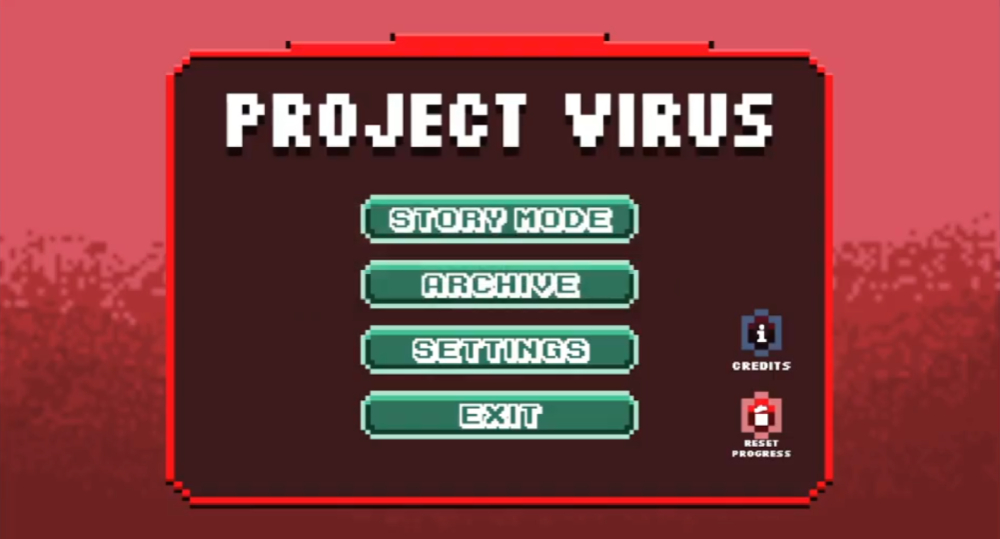 PROJECT VIRUS
STORY MODE
ARCHIVE
SETTINGS
EXIT
i
CREDITS
RESET
PROGRESS